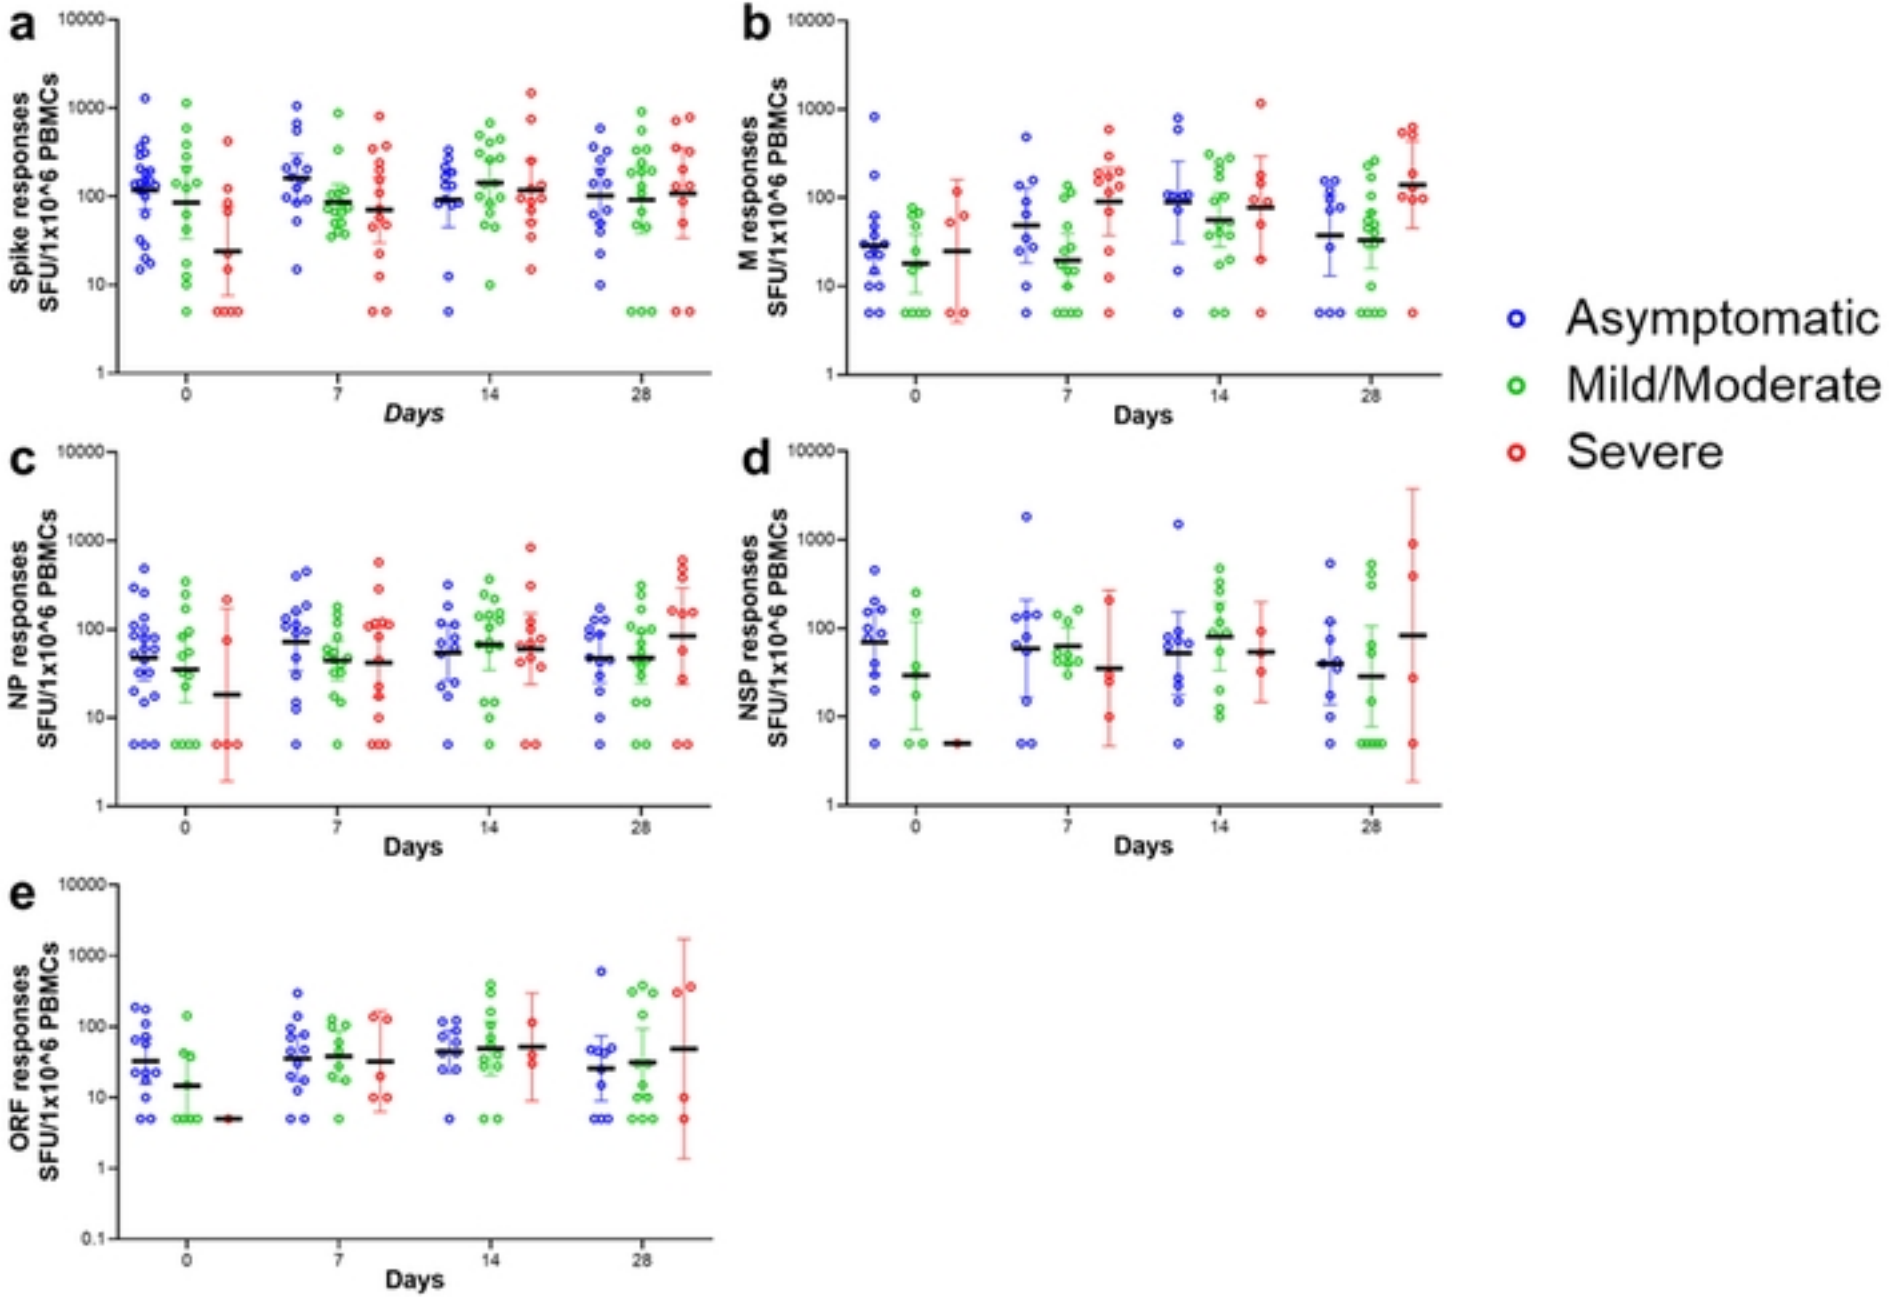 a
Spike responses
SFU/1x10^6 PBMCs
10000
1000
100
10
1
0
7
14
28
Days
b
M responses
SFU/1x10^6 PBMCs
10000
1000
100
10
1
0
7
14
28
Days
Asymptomatic
Mild/Moderate
Severe
c
NP responses
SFU/1x10^6 PBMCs
10000
1000
100
10
1
0
7
14
28
Days
d
NSP responses
SFU/1x10^6 PBMCs
10000
1000
100
10
1
0
7
14
28
Days
e
ORF responses
SFU/1x10^6 PBMCs
10000
1000
100
10
1
0.1
0
7
14
28
Days